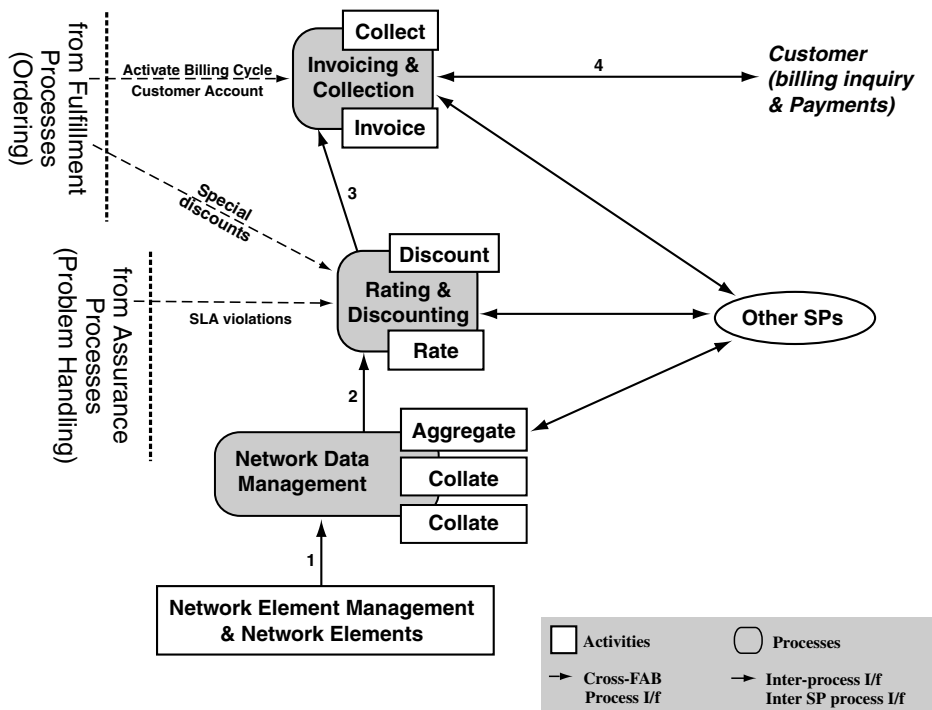 from Fulfillment
Processes
(Ordering)
Activate Billing Cycle
Customer Account
Collect
Invoicing &
Collection
Invoice
4
Customer
(billing inquiry
& Payments)
3
Special
discounts
from Assurance
Processes
(Problem Handling)
SLA violations
Discount
Rating &
Discounting
Rate
Other SPs
2
Aggregate
Network Data
Management
Collate
Collate
1
Network Element Management
& Network Elements
Activities
Processes
Cross-FAB
Process I/f
Inter-process I/f
Inter SP process I/f